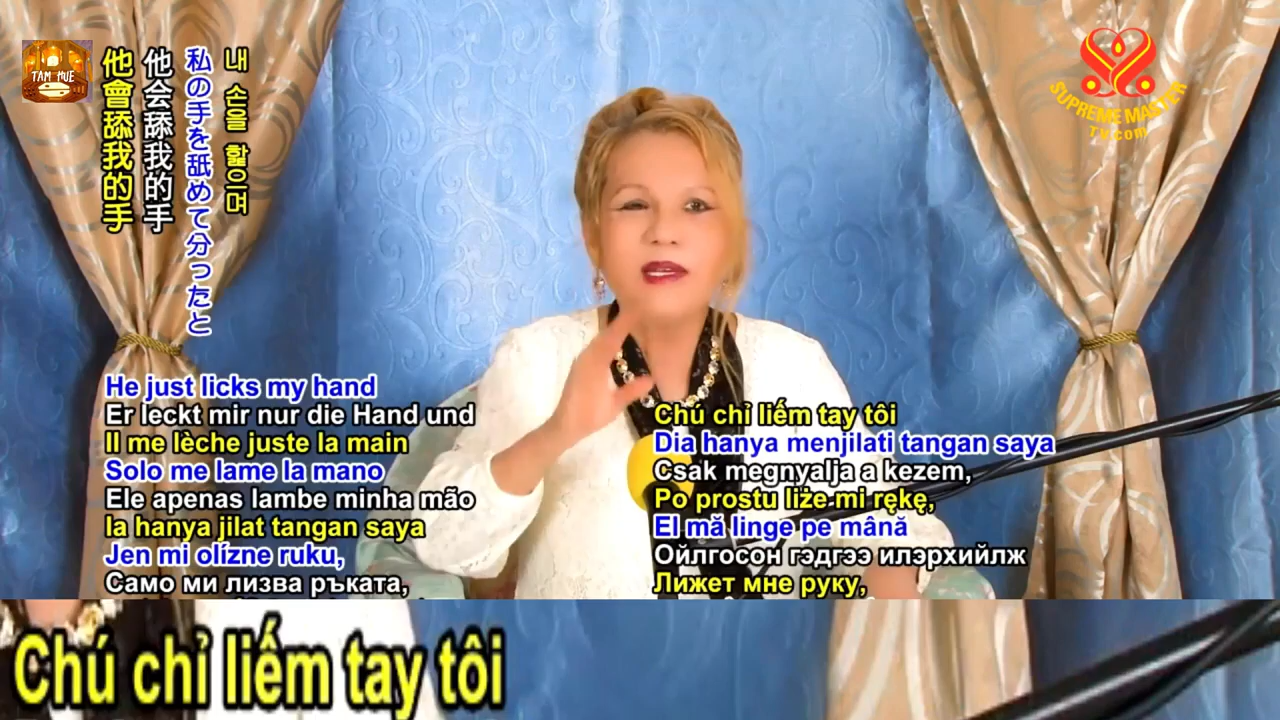 TAM HUE
SUPREME MASTER
TV.com
他會舔我的手
他会舔我的手
私の手を舐めて分ったと
내 손을 핥으며
He just licks my hand
Er leckt mir nur die Hand und
Il me lèche juste la main
Solo me lame la mano
Ele apenas lambe minha mão
Ia hanya jilat tangan saya
Jen mi olízne ruku,
Само ми лизва ръката,
Chú chỉ liếm tay tôi
Dia hanya menjilati tangan saya
Csak megnyalja a kezem,
Po prostu liże mi rękę,
El mă linge pe mână
Ойлгосон гэдгээ илэрхийлж
Лижет мне руку,
Chú chỉ liếm tay tôi